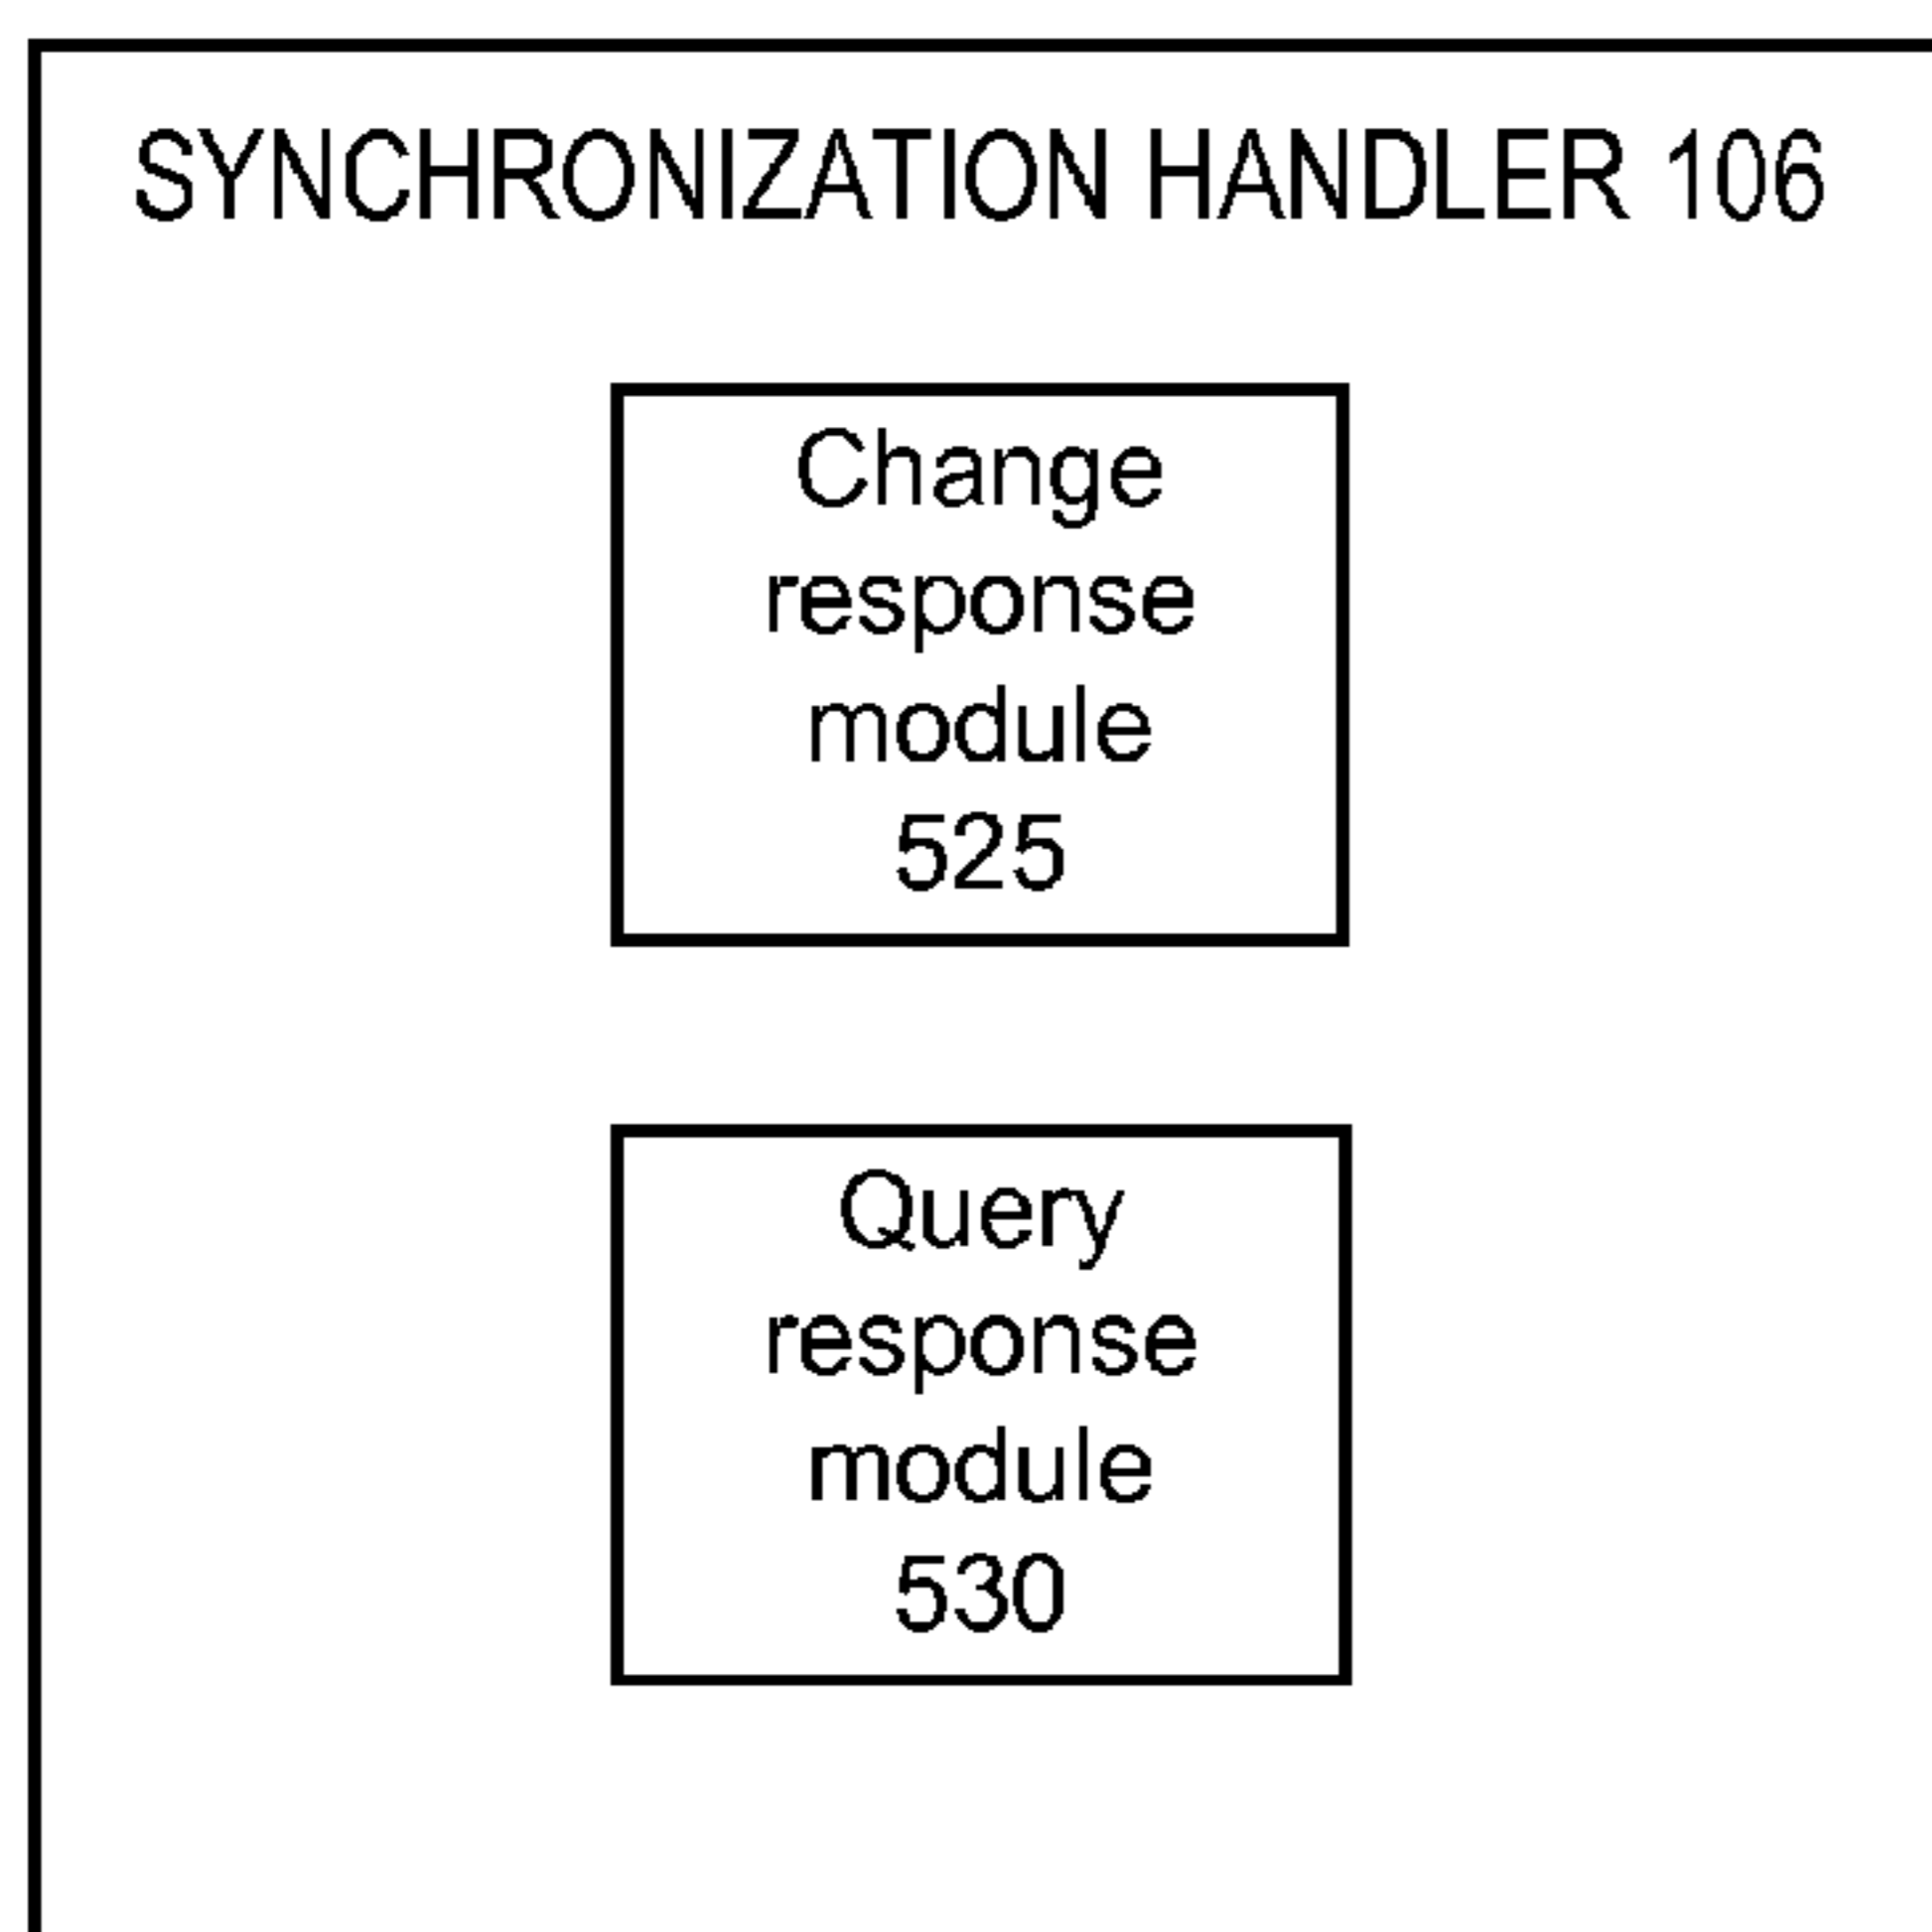 SYNCHRONIZATION HANDLER 106
Change
response
module
525
Query
response
module
530